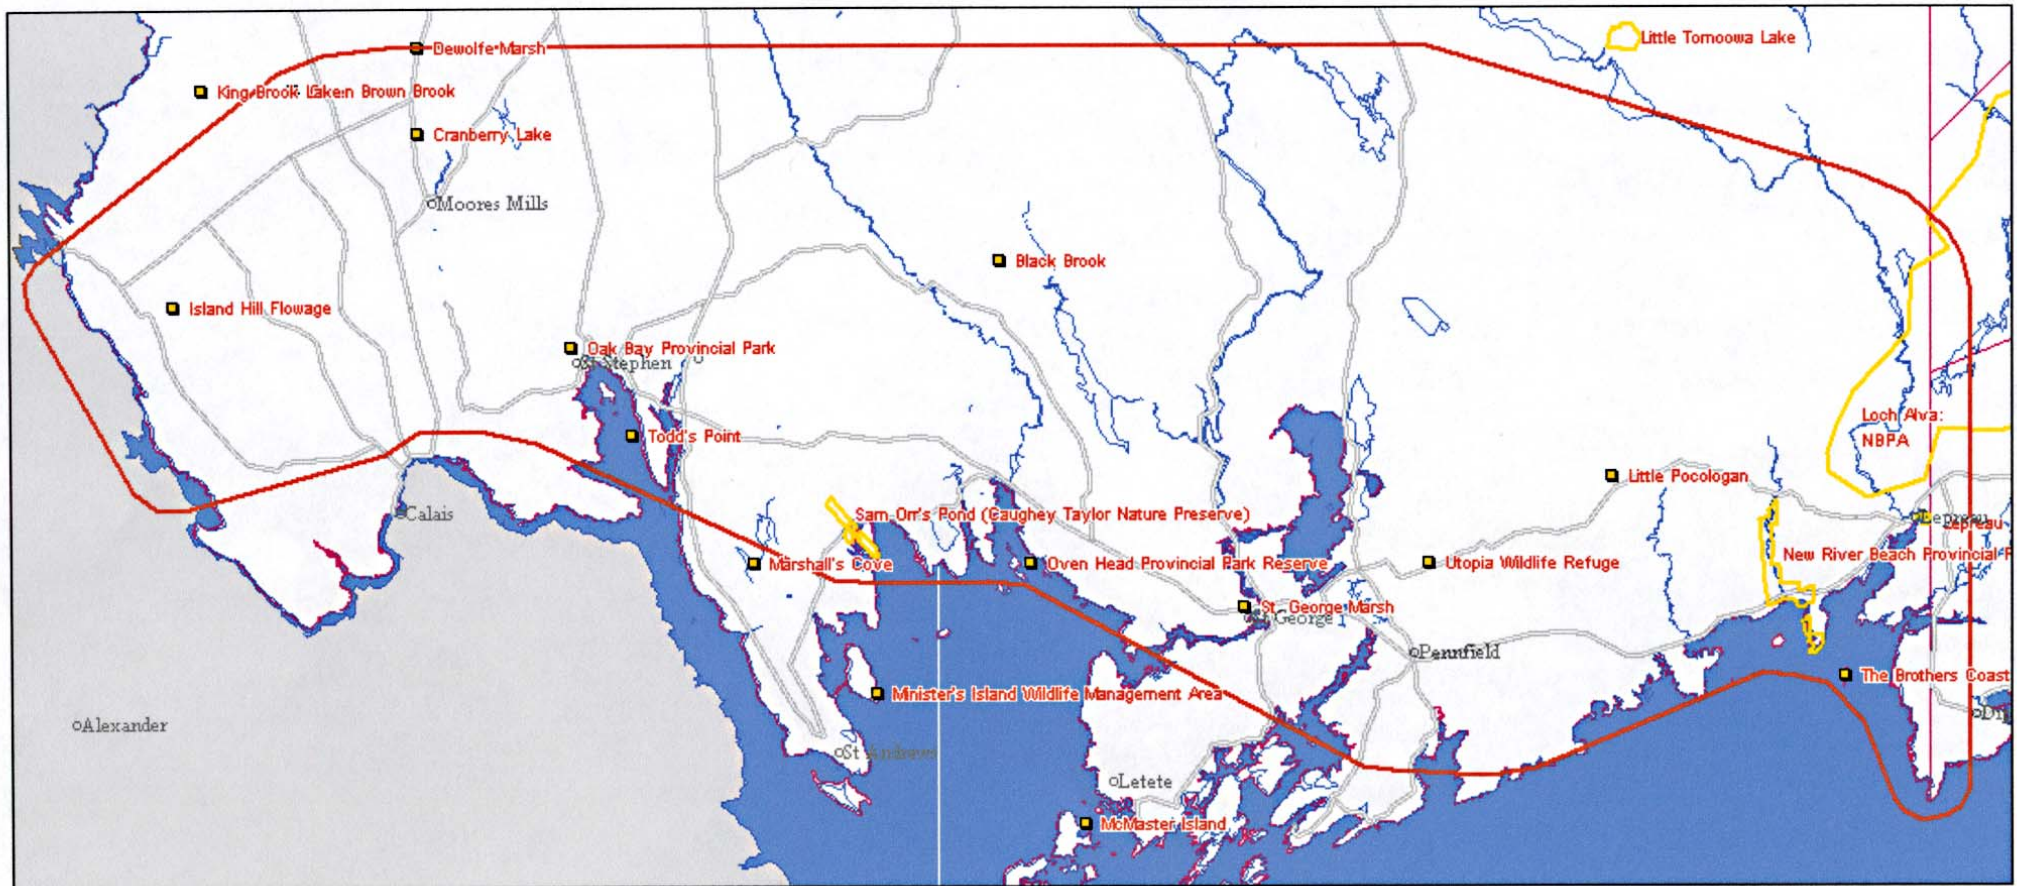 Dewolfe Marsh
Little Tomoowa Lake
King Brook Lake
n Brown Brook
Cranberry Lake
Moores Mills
Black Brook
Island Hill Flowage
Oak Bay Provincial Park
St Stephen
Loch Alva:
NBPA
Todd's Point
Little Pocologan
Calais
Sam Orr's Pond (Caughey Taylor Nature Preserve)
Lepreau
Lepreau
Marshall's Cove
Oven Head Provincial Park Reserve
Utopia Wildlife Refuge
New River Beach Provincial P
St. George Marsh
St George
Pennfield
The Brothers Coast
Minister's Island Wildlife Management Area
Alexander
St Andrews
Letete
McMaster Island